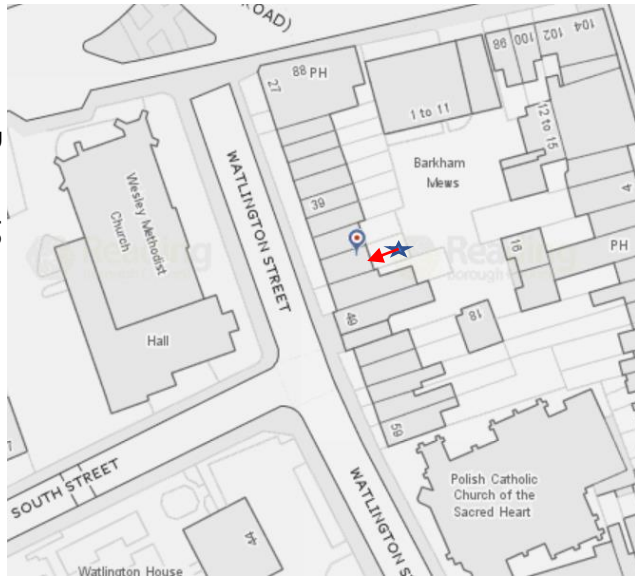 ROAD)
88 PH
27
98
100
102
104
1 to 11
12 to 15
Barkham
Mews
Wesley Methodist
Church
WATLINGTON STREET
39
4
Reading
Reading
PH
16
18
49
Hall
59
SOUTH STREET
WATLINGTON ST
Polish Catholic
Church of the
Sacred Heart
44
Watlington House